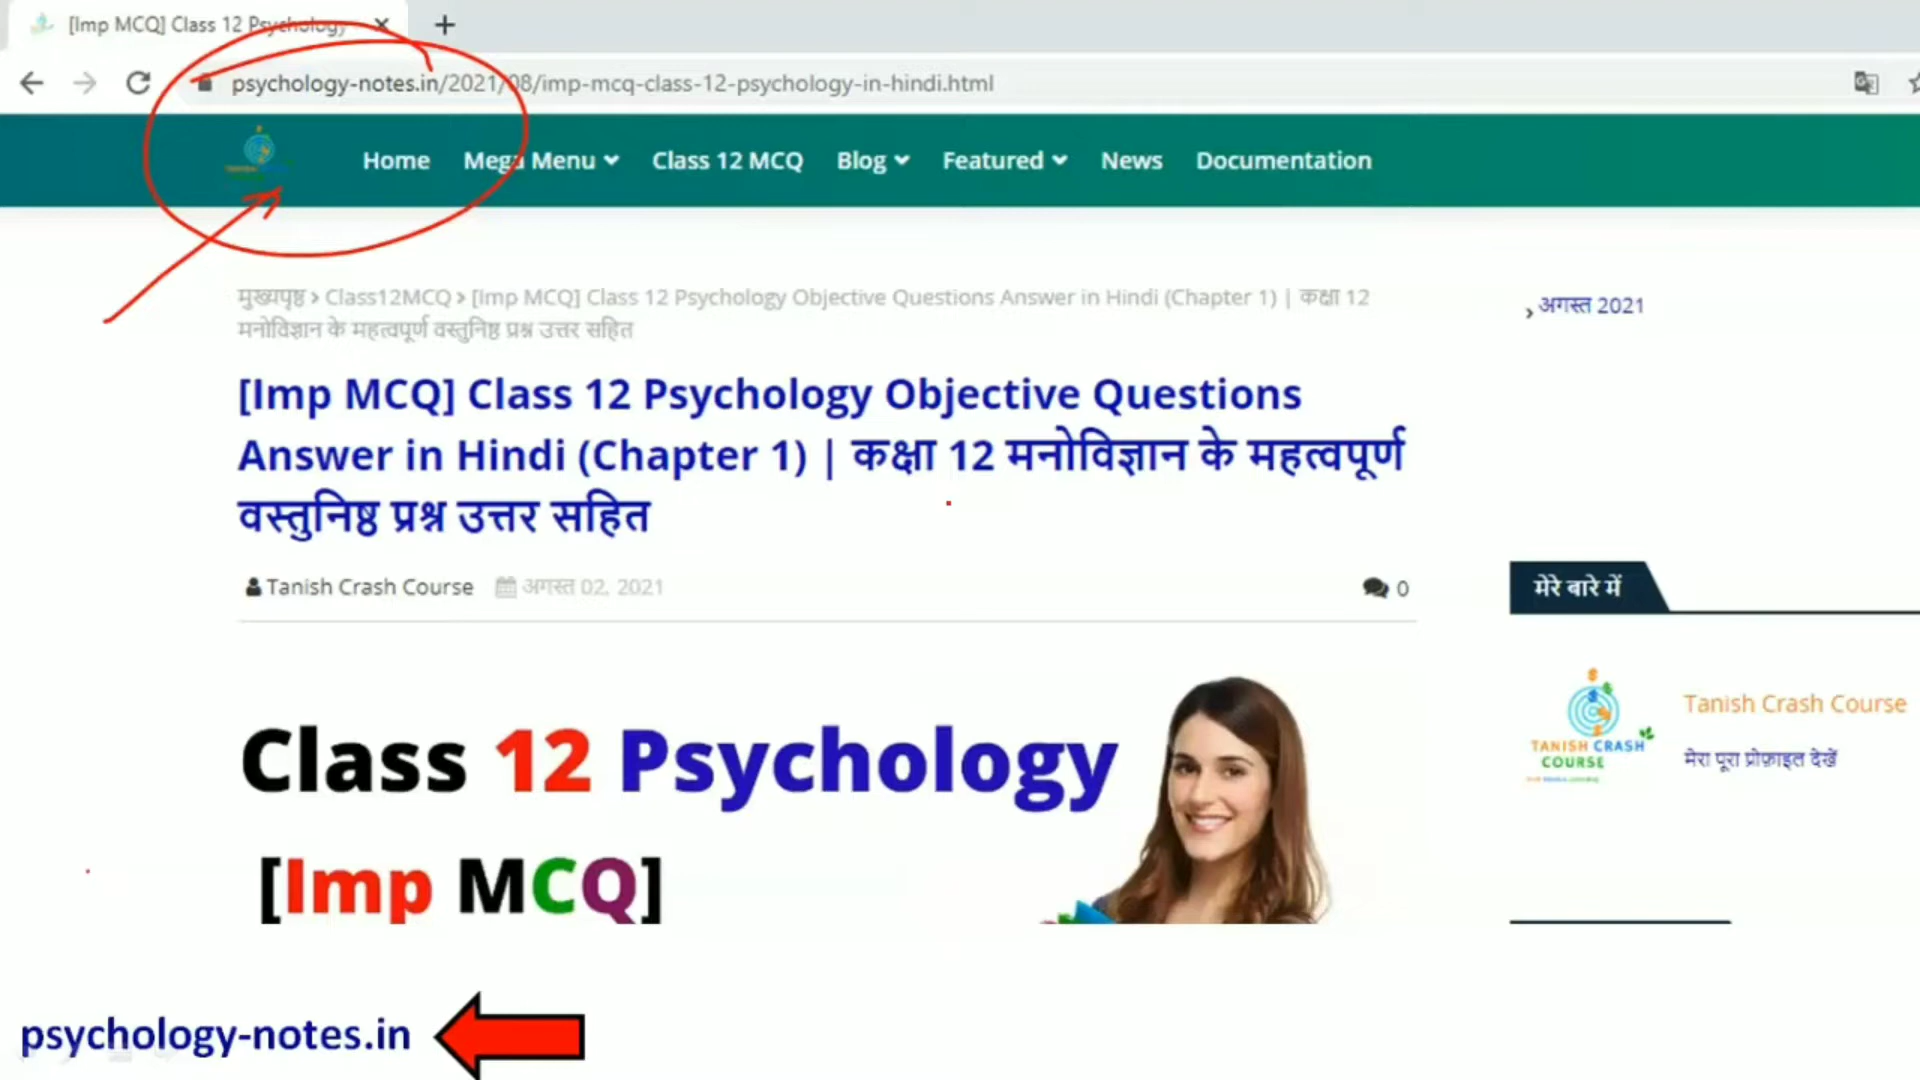 [Imp MCQ] Class 12 Psychology
psychology-notes.in/2021/08/imp-mcq-class-12-psychology-in-hindi.html
Home Mega Menu Class 12 MCQ Blog Featured News Documentation
मुख्यपृष्ठ › Class12MCQ › [Imp MCQ] Class 12 Psychology Objective Questions Answer in Hindi (Chapter 1) | कक्षा 12
मनोविज्ञान के महत्वपूर्ण वस्तुनिष्ठ प्रश्न उत्तर सहित
› अगस्त 2021
[Imp MCQ] Class 12 Psychology Objective Questions
Answer in Hindi (Chapter 1) | कक्षा 12 मनोविज्ञान के महत्वपूर्ण
वस्तुनिष्ठ प्रश्न उत्तर सहित
Tanish Crash Course अगस्त 02, 2021 0
मेरे बारे में
TANISH CRASH
COURSE
Tanish Crash Course
मेरा पूरा प्रोफ़ाइल देखें
Class 12 Psychology
[Imp MCQ]
psychology-notes.in